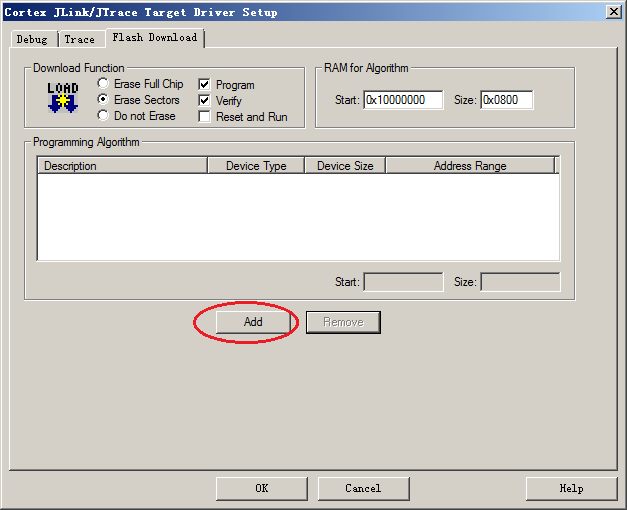 Cortex JLink/JTrace Target Driver Setup
Debug Trace Flash Download
Download Function
LOAD
Erase Full Chip Program
Erase Sectors Verify
Do not Erase Reset and Run
RAM for Algorithm
Start: 0x10000000 Size: 0x0800
Programming Algorithm
Description Device Type Device Size Address Range
Start: Size:
Add Remove
OK Cancel Help